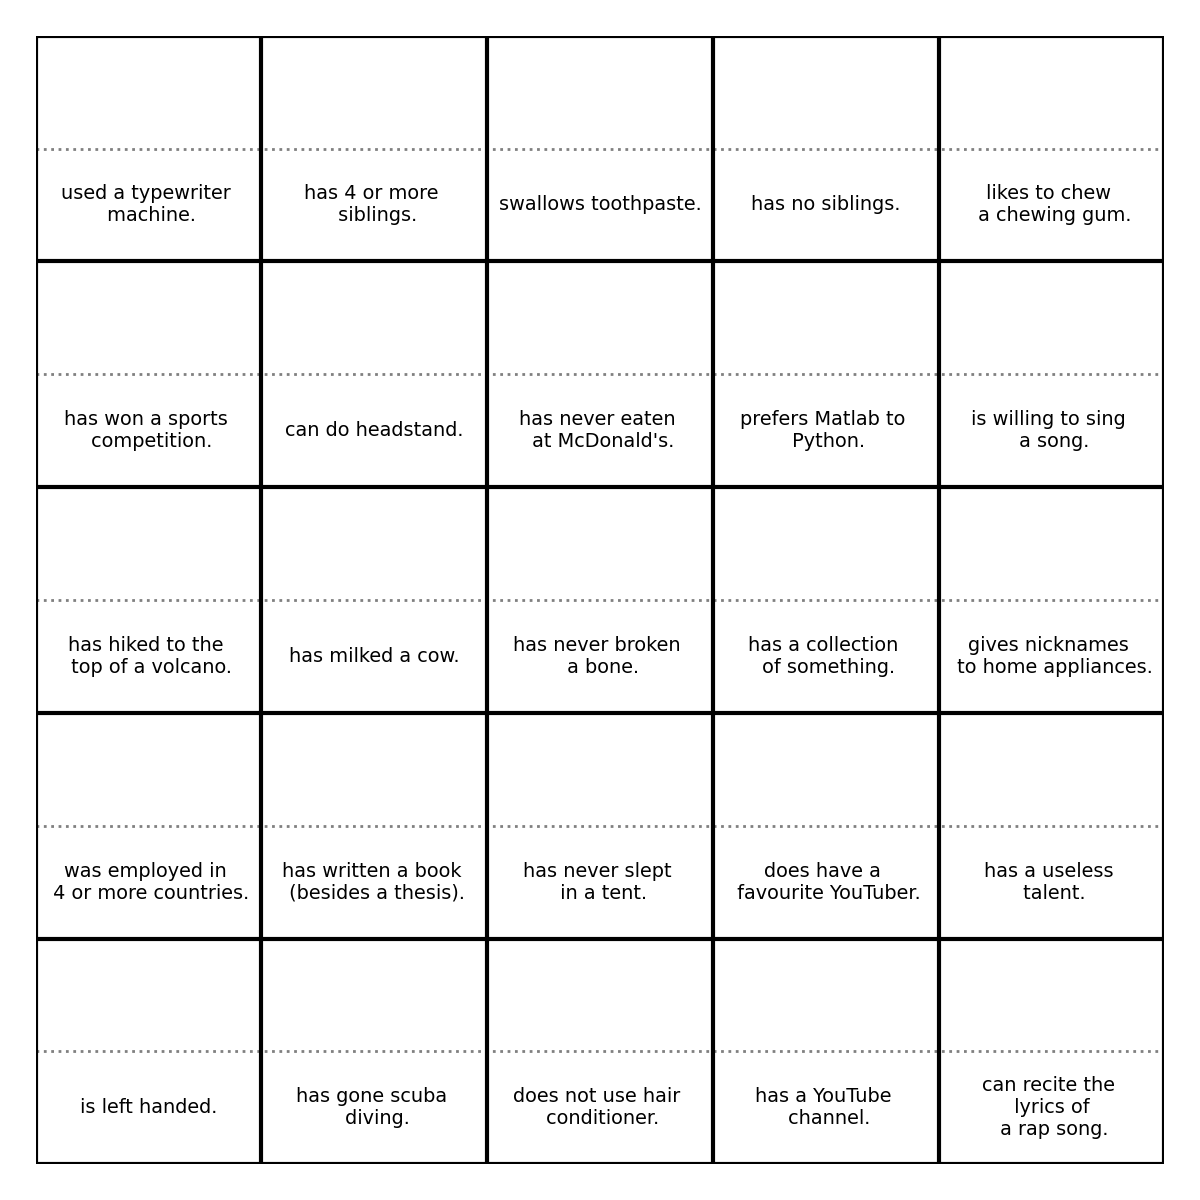 used a typewriter
machine.
has 4 or more
siblings.
swallows toothpaste.
has no siblings.
likes to chew
a chewing gum.
has won a sports
competition.
can do headstand.
has never eaten
at McDonald's.
prefers Matlab to
Python.
is willing to sing
a song.
has hiked to the
top of a volcano.
has milked a cow.
has never broken
a bone.
has a collection
of something.
gives nicknames
to home appliances.
was employed in
4 or more countries.
has written a book
(besides a thesis).
has never slept
in a tent.
does have a
favourite YouTuber.
has a useless
talent.
is left handed.
has gone scuba
diving.
does not use hair
conditioner.
has a YouTube
channel.
can recite the
lyrics of
a rap song.